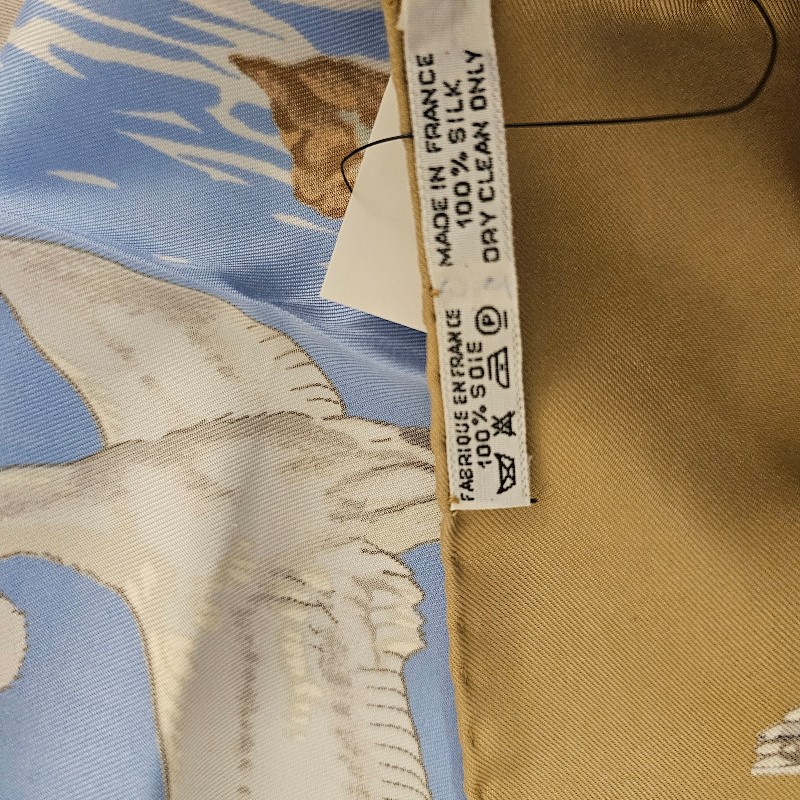 MADE IN FRANCE
100% SILK
DRY CLEAN ONLY
FABRIQUE EN FRANCE
100% SOIE
P